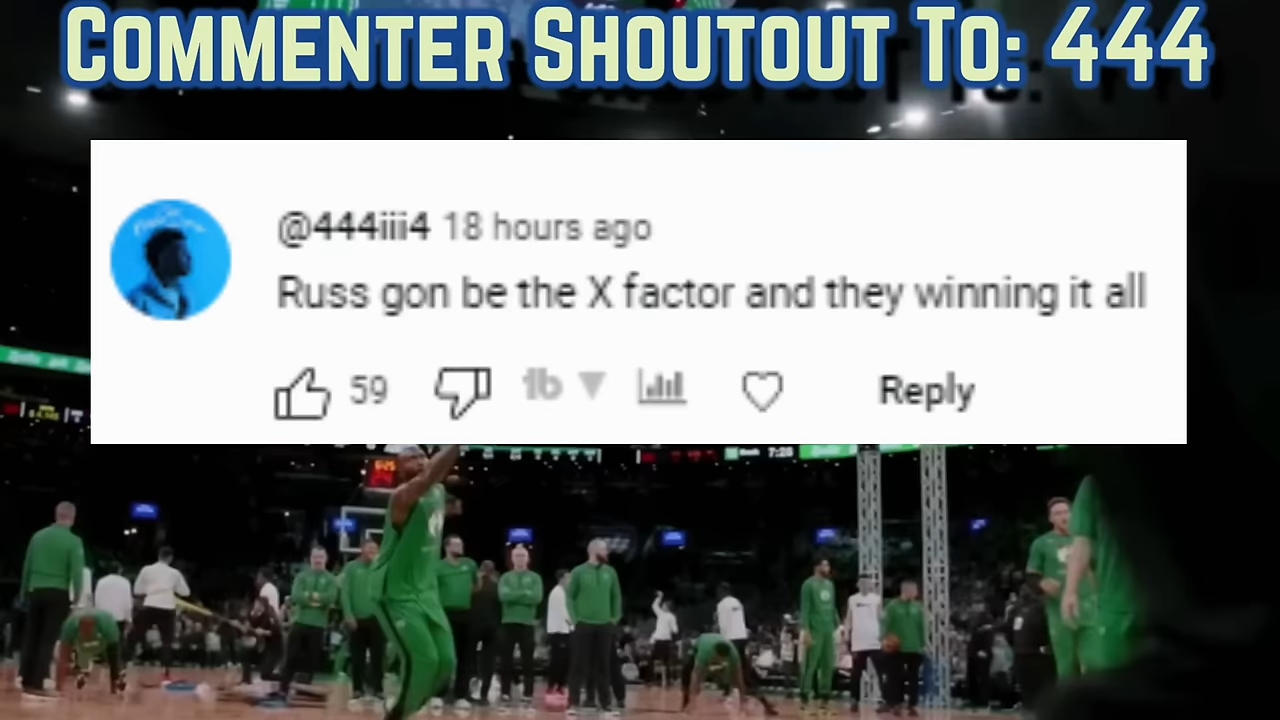 Commenter Shoutout To: 444
@444iii4 18 hours ago
Russ gon be the X factor and they winning it all
59
Reply